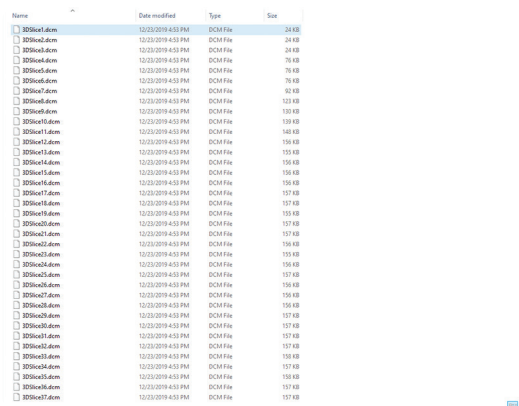 Name Date modified Type Size
3DSlice1.dcm 12/23/2019 4:53 PM DCM File 24 KB
3DSlice2.dcm 12/23/2019 4:53 PM DCM File 24 KB
3DSlice3.dcm 12/23/2019 4:53 PM DCM File 24 KB
3DSlice4.dcm 12/23/2019 4:53 PM DCM File 76 KB
3DSlice5.dcm 12/23/2019 4:53 PM DCM File 76 KB
3DSlice6.dcm 12/23/2019 4:53 PM DCM File 76 KB
3DSlice7.dcm 12/23/2019 4:53 PM DCM File 92 KB
3DSlice8.dcm 12/23/2019 4:53 PM DCM File 123 KB
3DSlice9.dcm 12/23/2019 4:53 PM DCM File 130 KB
3DSlice10.dcm 12/23/2019 4:53 PM DCM File 139 KB
3DSlice11.dcm 12/23/2019 4:53 PM DCM File 148 KB
3DSlice12.dcm 12/23/2019 4:53 PM DCM File 156 KB
3DSlice13.dcm 12/23/2019 4:53 PM DCM File 155 KB
3DSlice14.dcm 12/23/2019 4:53 PM DCM File 156 KB
3DSlice15.dcm 12/23/2019 4:53 PM DCM File 156 KB
3DSlice16.dcm 12/23/2019 4:53 PM DCM File 156 KB
3DSlice17.dcm 12/23/2019 4:53 PM DCM File 157 KB
3DSlice18.dcm 12/23/2019 4:53 PM DCM File 157 KB
3DSlice19.dcm 12/23/2019 4:53 PM DCM File 155 KB
3DSlice20.dcm 12/23/2019 4:53 PM DCM File 157 KB
3DSlice21.dcm 12/23/2019 4:53 PM DCM File 157 KB
3DSlice22.dcm 12/23/2019 4:53 PM DCM File 156 KB
3DSlice23.dcm 12/23/2019 4:53 PM DCM File 155 KB
3DSlice24.dcm 12/23/2019 4:53 PM DCM File 156 KB
3DSlice25.dcm 12/23/2019 4:53 PM DCM File 157 KB
3DSlice26.dcm 12/23/2019 4:53 PM DCM File 156 KB
3DSlice27.dcm 12/23/2019 4:53 PM DCM File 156 KB
3DSlice28.dcm 12/23/2019 4:53 PM DCM File 156 KB
3DSlice29.dcm 12/23/2019 4:53 PM DCM File 157 KB
3DSlice30.dcm 12/23/2019 4:53 PM DCM File 157 KB
3DSlice31.dcm 12/23/2019 4:53 PM DCM File 157 KB
3DSlice32.dcm 12/23/2019 4:53 PM DCM File 157 KB
3DSlice33.dcm 12/23/2019 4:53 PM DCM File 158 KB
3DSlice34.dcm 12/23/2019 4:53 PM DCM File 157 KB
3DSlice35.dcm 12/23/2019 4:53 PM DCM File 158 KB
3DSlice36.dcm 12/23/2019 4:53 PM DCM File 157 KB
3DSlice37.dcm 12/23/2019 4:53 PM DCM File 157 KB